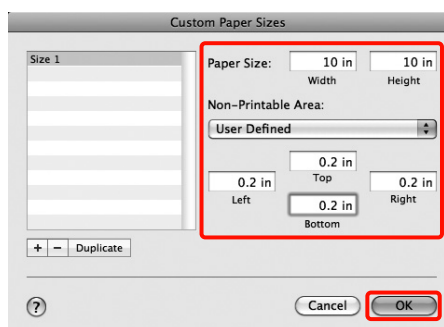 Custom Paper Sizes
Size 1
Paper Size: 10 in 10 in
Width Height
Non-Printable Area:
User Defined
0.2 in
Top
0.2 in 0.2 in
Left Right
0.2 in
Bottom
+ – Duplicate
? Cancel OK